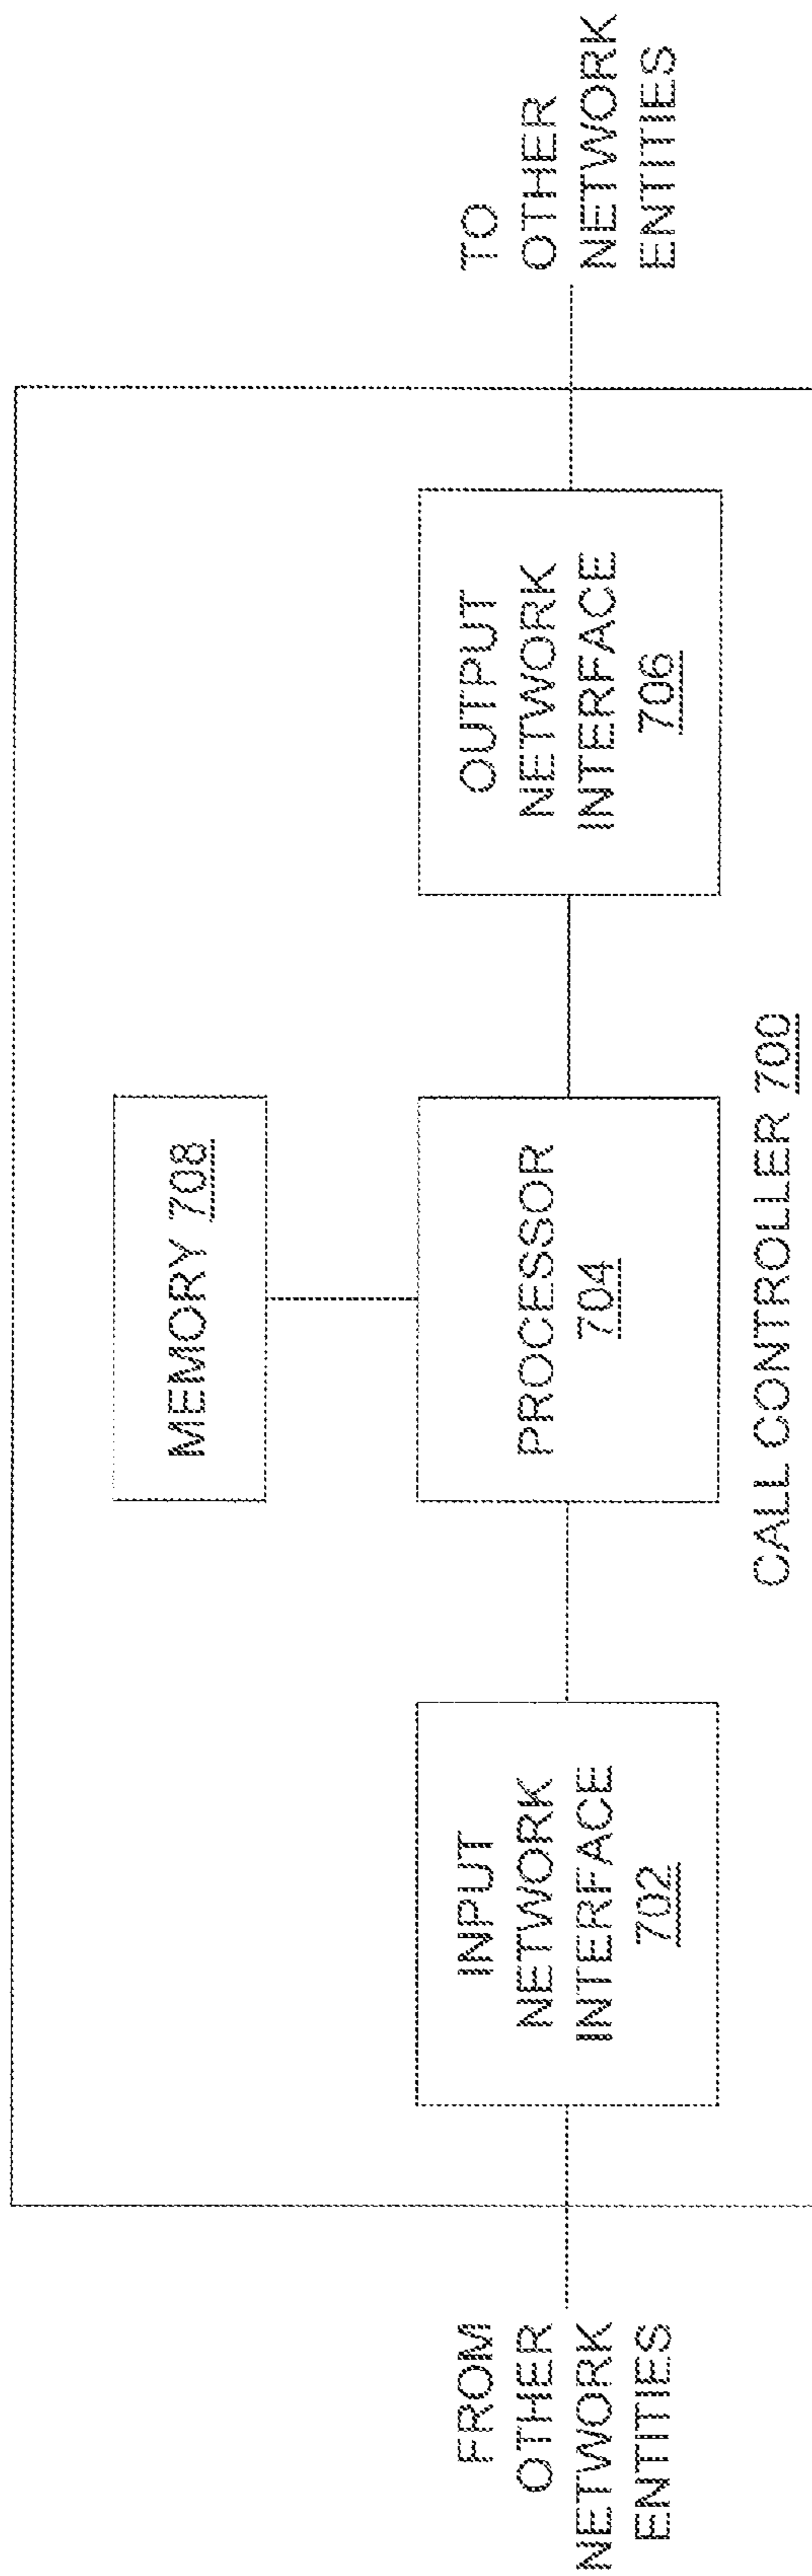 MEMORY 708
FROM
OTHER
NETWORK
ENTITIES
INPUT
NETWORK
INTERFACE
702
PROCESSOR
704
OUTPUT
NETWORK
INTERFACE
706
TO
OTHER
NETWORK
ENTITIES
CALL CONTROLLER 700